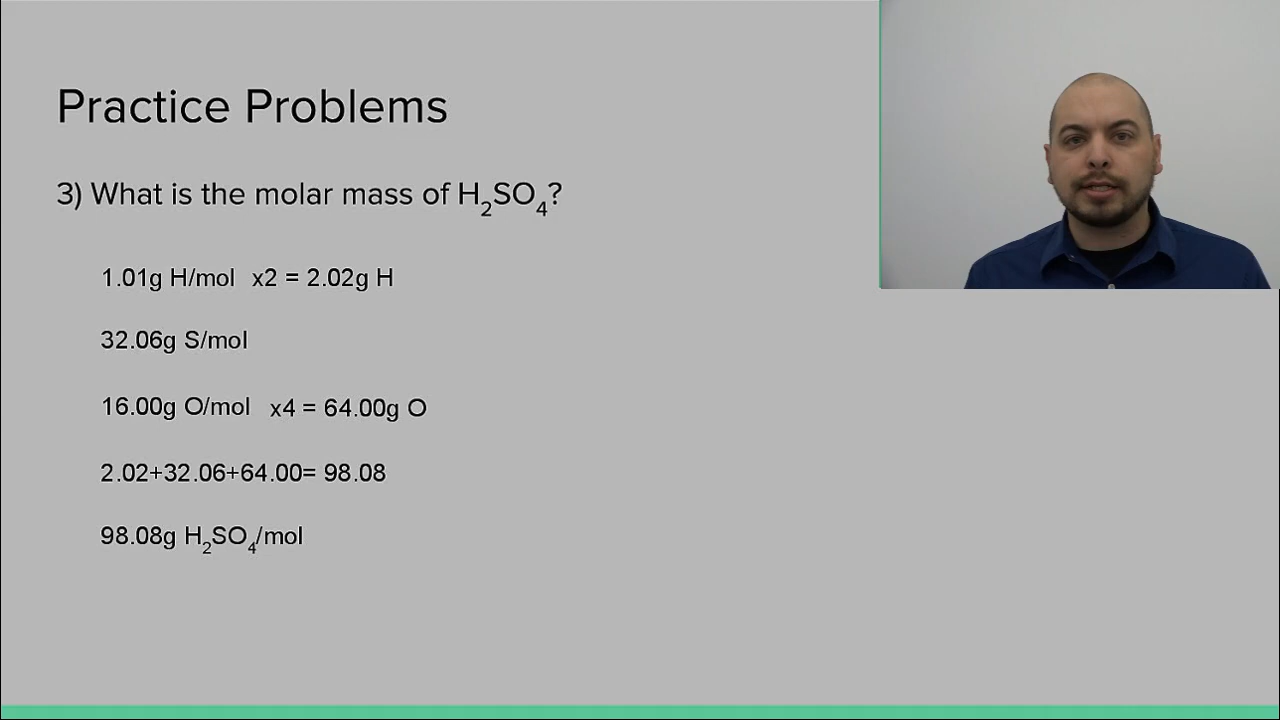 Practice Problems
3) What is the molar mass of H₂SO₄?
1.01g H/mol x2 = 2.02g H
32.06g S/mol
16.00g O/mol x4 = 64.00g O
2.02+32.06+64.00= 98.08
98.08g H₂SO₄/mol